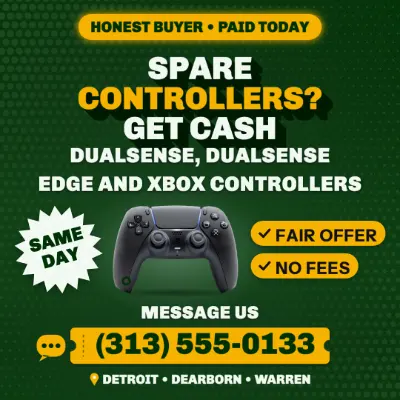 HONEST BUYER • PAID TODAY
SPARE
CONTROLLERS?
GET CASH
DUALSENSE, DUALSENSE
EDGE AND XBOX CONTROLLERS
SAME
DAY
FAIR OFFER
NO FEES
MESSAGE US
(313) 555-0133
DETROIT • DEARBORN • WARREN